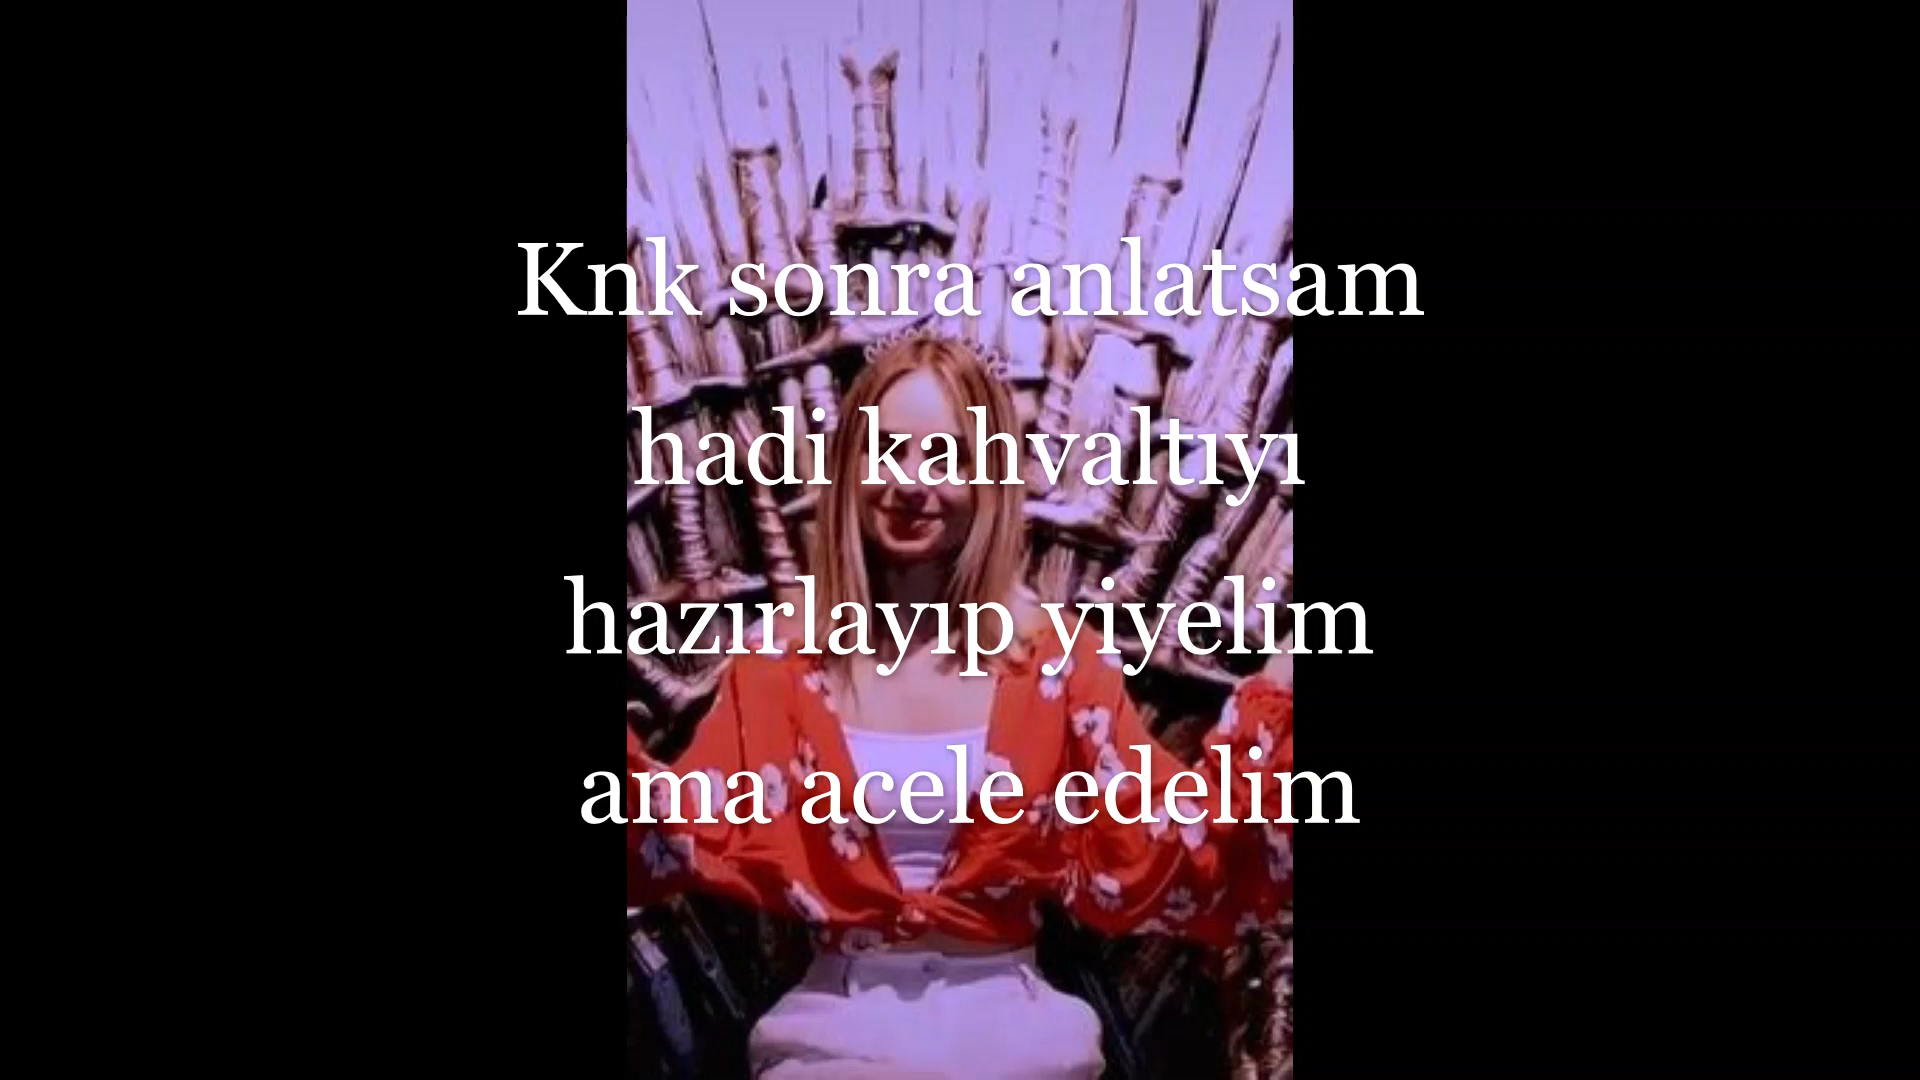 Knk sonra anlatsam
hadi kahvaltıyı
hazırlayıp yiyelim
ama acele edelim